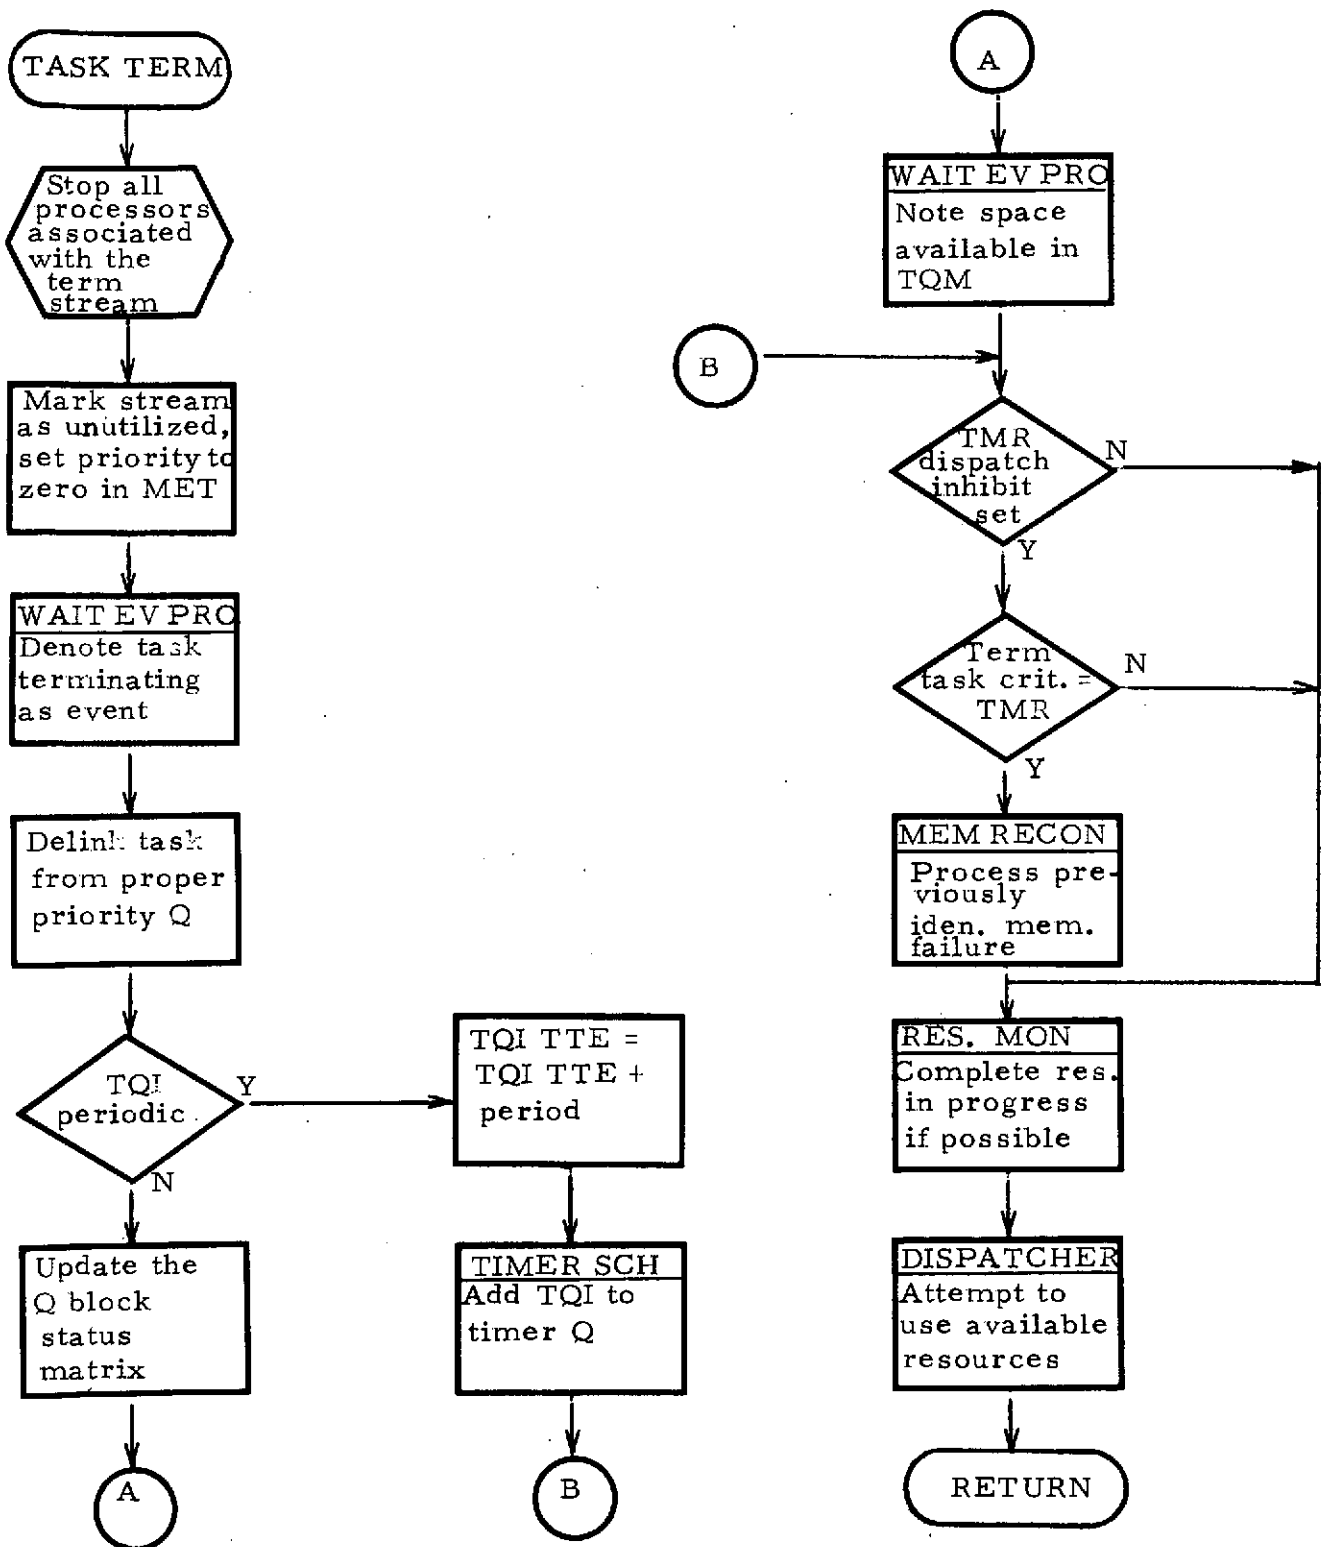 TASK TERM
Stop all
processors
associated
with the
term
stream
Mark stream
as unutilized,
set priority to
zero in MET
WAIT EV PRO
Denote task
terminating
as event
Delink task
from proper
priority Q
TQI
periodic
Y
N
Update the
Q block
status
matrix
A
TQI TTE =
TQI TTE +
period
TIMER SCH
Add TQI to
timer Q
B
A
WAIT EV PRO
Note space
available in
TQM
B
TMR
dispatch
inhibit
set
N
Y
Term
task crit. =
TMR
N
Y
MEM RECON
Process pre-
viously
iden. mem.
failure
RES. MON
Complete res.
in progress
if possible
DISPATCHER
Attempt to
use available
resources
RETURN